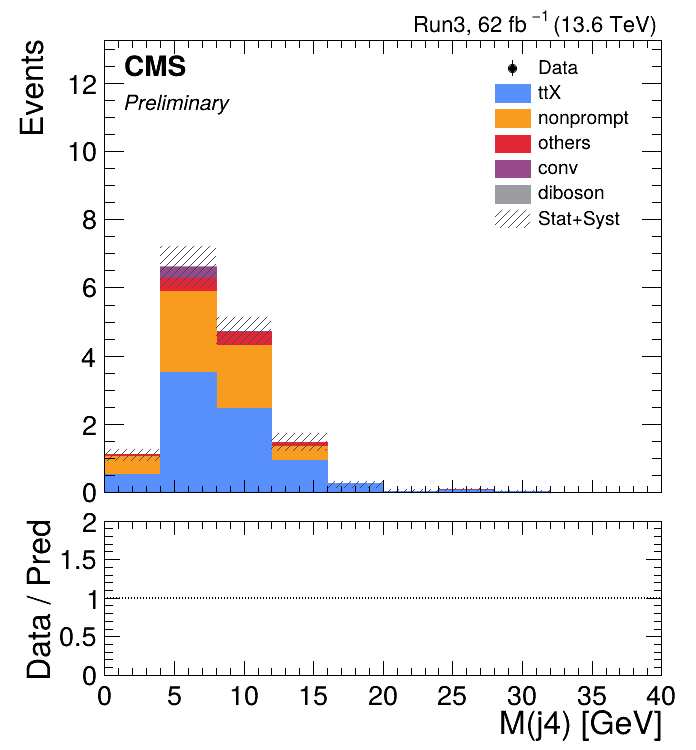 Run3, 62 fb⁻¹ (13.6 TeV)
CMS
Preliminary
Events
12
10
8
6
4
2
0
Data
ttX
nonprompt
others
conv
diboson
Stat+Syst
Data / Pred
2
1.5
1
0.5
0
0 5 10 15 20 25 30 35 40
M(j4) [GeV]